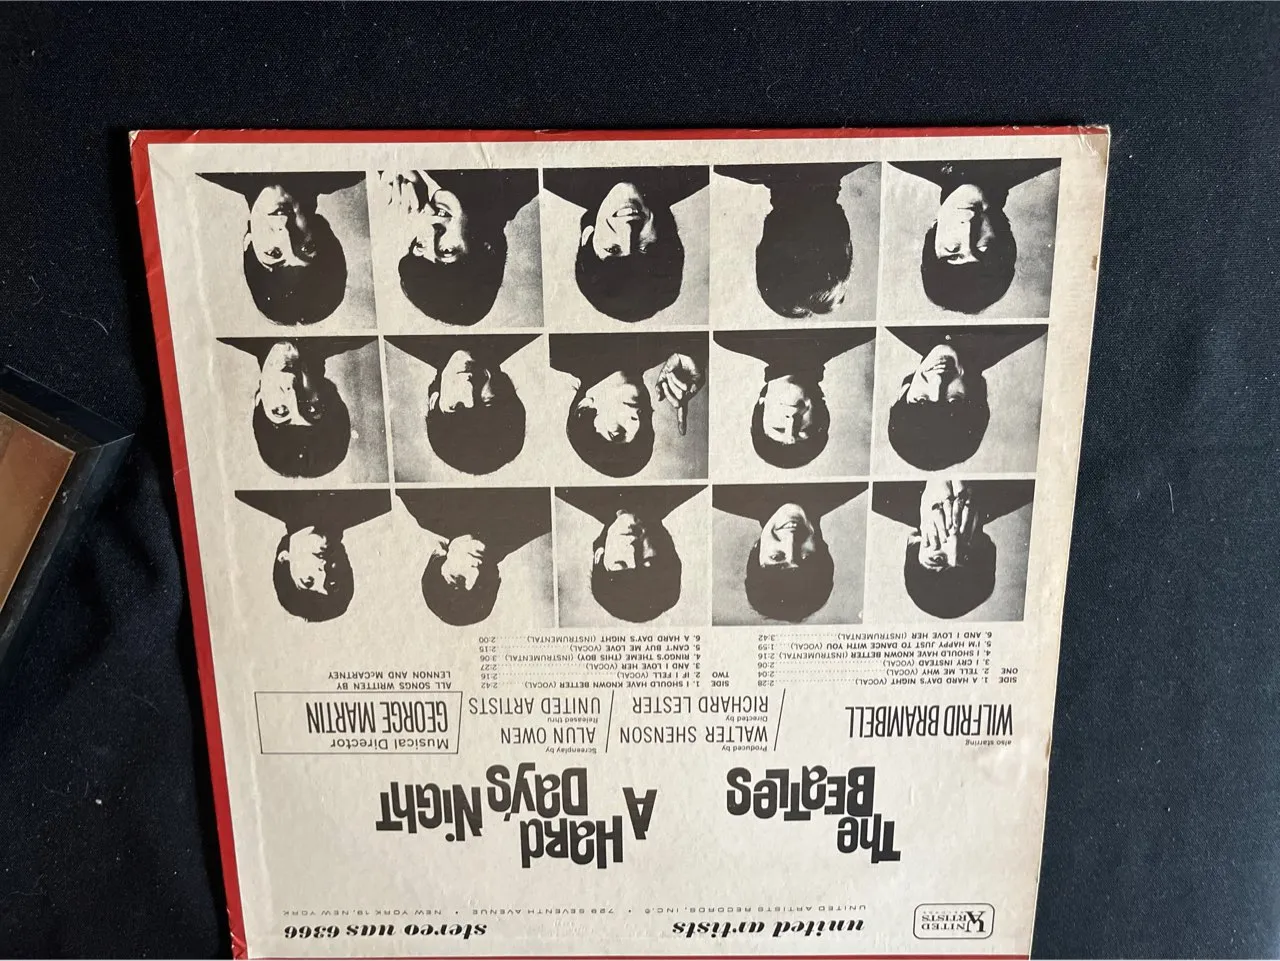 UNITED
UA
ARTISTS
RECORDS
united artists
stereo uas 6366
UNITED ARTISTS RECORDS, INC.® • 729 SEVENTH AVENUE • NEW YORK 19, NEW YORK
The
BEATLES
A
HARD
DAY'S NIGHT
also starring
WILFRID BRAMBELL
Produced by
WALTER SHENSON
Directed by
RICHARD LESTER
Screenplay by
ALUN OWEN
Released thru
UNITED ARTISTS
Musical Director
GEORGE MARTIN
ALL SONGS WRITTEN BY
LENNON AND McCARTNEY
SIDE ONE
1. A HARD DAY'S NIGHT (VOCAL) 2:28
2. TELL ME WHY (VOCAL) 2:04
3. I CRY INSTEAD (VOCAL) 2:06
4. I SHOULD HAVE KNOWN BETTER (INSTRUMENTAL) 2:16
5. I'M HAPPY JUST TO DANCE WITH YOU (VOCAL) 1:59
6. AND I LOVE HER (INSTRUMENTAL) 3:42
SIDE TWO
1. I SHOULD HAVE KNOWN BETTER (VOCAL) 2:42
2. IF I FELL (VOCAL) 2:16
3. AND I LOVE HER (VOCAL) 2:27
4. RINGO'S THEME (THIS BOY) (INSTRUMENTAL) 3:06
5. CAN'T BUY ME LOVE (VOCAL) 2:15
6. A HARD DAY'S NIGHT (INSTRUMENTAL) 2:00